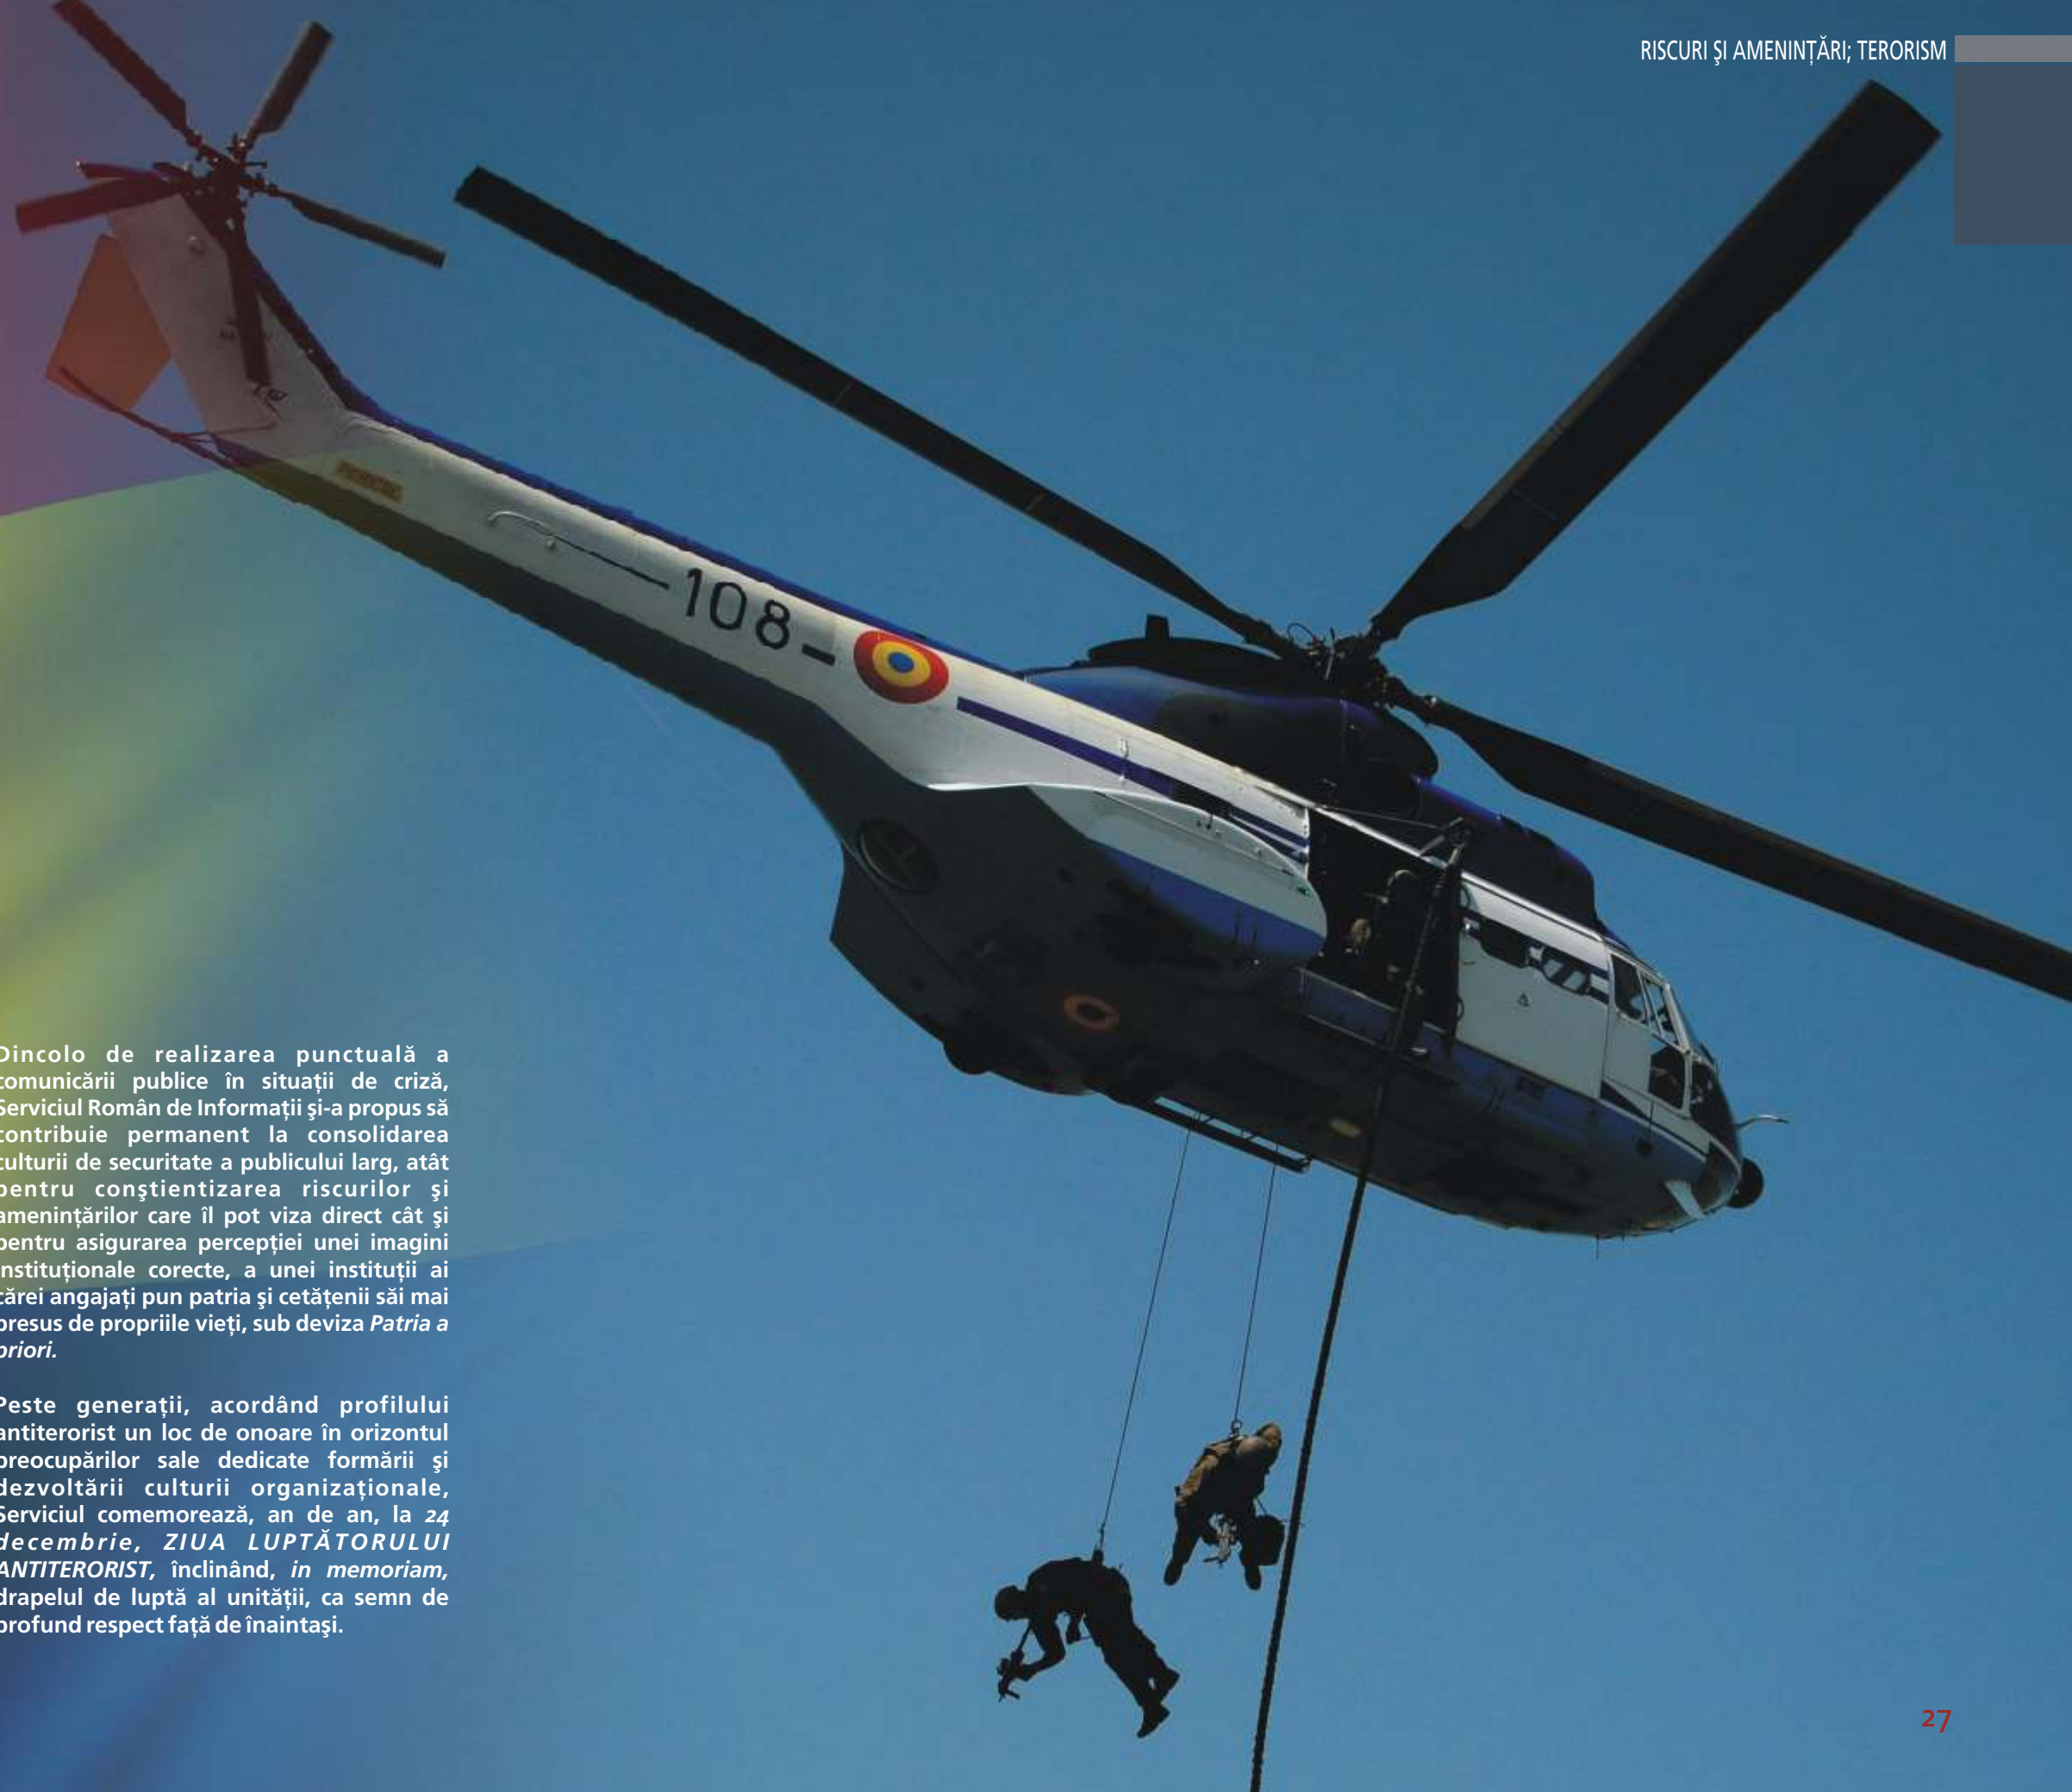 RISCURI ŞI AMENINȚĂRI; TERORISM
108
Dincolo de realizarea punctuală a
comunicării publice în situații de criză,
Serviciul Român de Informații şi-a propus să
contribuie permanent la consolidarea
culturii de securitate a publicului larg, atât
pentru conştientizarea riscurilor şi
amenințărilor care îl pot viza direct cât şi
pentru asigurarea percepției unei imagini
instituționale corecte, a unei instituții ai
cărei angajați pun patria şi cetățenii săi mai
presus de propriile vieți, sub deviza Patria a
priori.
Peste generații, acordând profilului
antiterorist un loc de onoare în orizontul
preocupărilor sale dedicate formării şi
dezvoltării culturii organizaționale,
Serviciul comemorează, an de an, la 24
decembrie, ZIUA LUPTĂTORULUI
ANTITERORIST, înclinând, in memoriam,
drapelul de luptă al unității, ca semn de
profund respect față de înaintaşi.
27